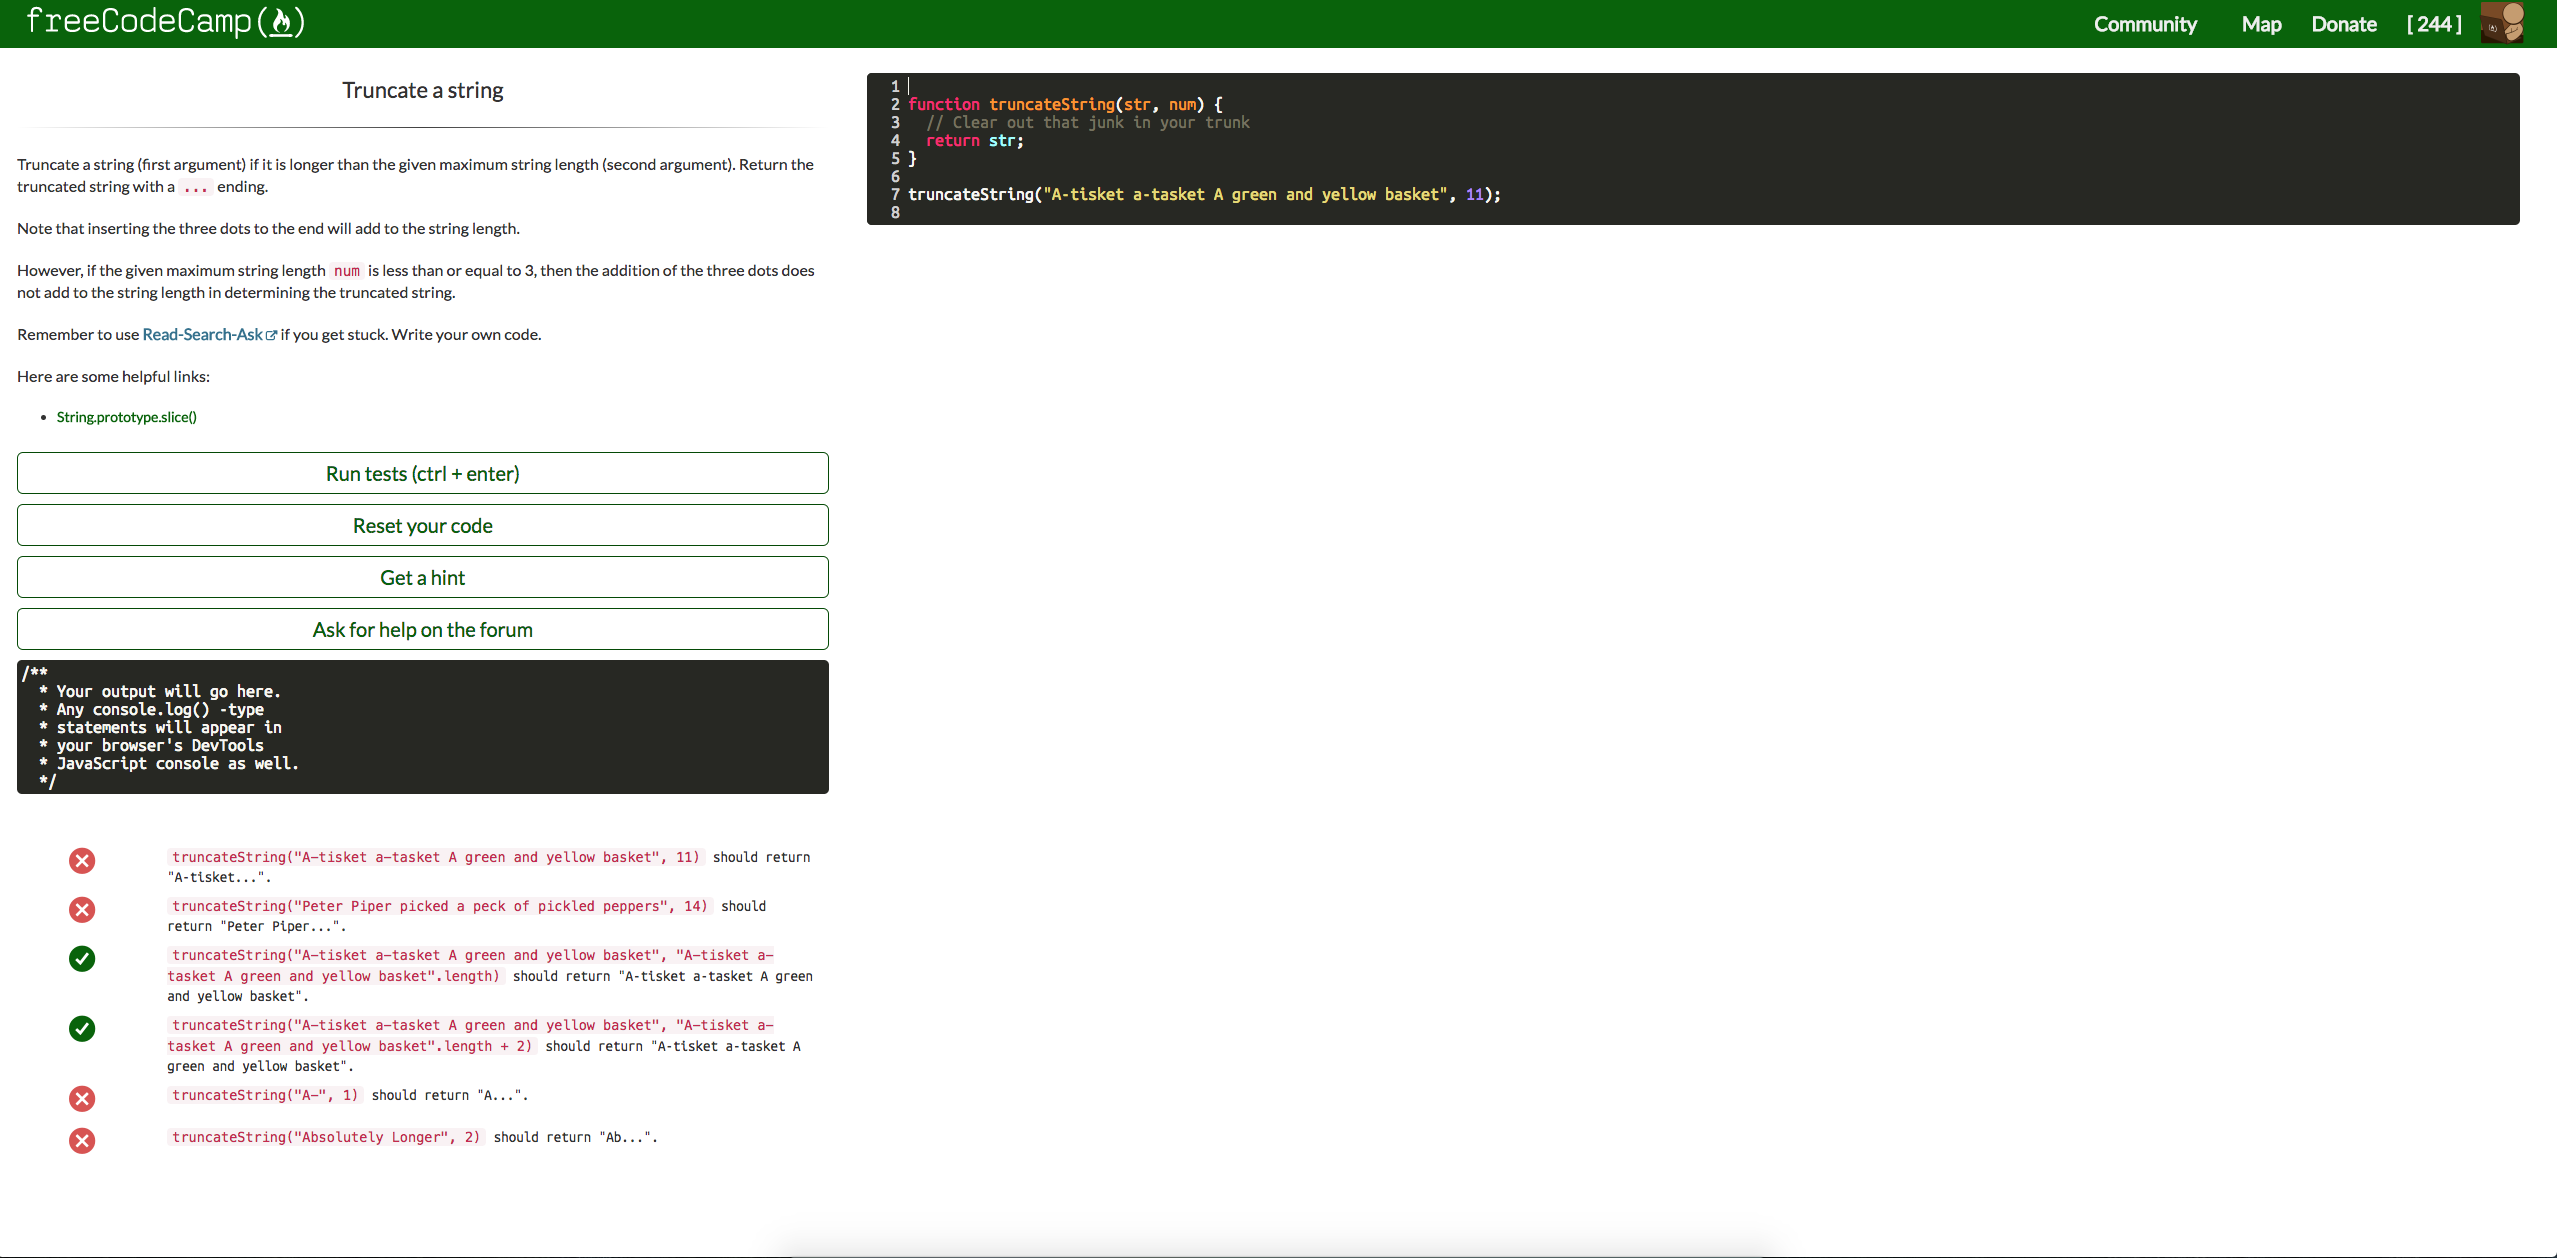 freeCodeCamp(🔥)
Community Map Donate [ 244 ]
Truncate a string
Truncate a string (first argument) if it is longer than the given maximum string length (second argument). Return the
truncated string with a ... ending.
Note that inserting the three dots to the end will add to the string length.
However, if the given maximum string length num is less than or equal to 3, then the addition of the three dots does
not add to the string length in determining the truncated string.
Remember to use Read-Search-Ask if you get stuck. Write your own code.
Here are some helpful links:
• String.prototype.slice()
Run tests (ctrl + enter)
Reset your code
Get a hint
Ask for help on the forum
/**
* Your output will go here.
* Any console.log() -type
* statements will appear in
* your browser's DevTools
* JavaScript console as well.
*/
truncateString("A-tisket a-tasket A green and yellow basket", 11) should return
"A-tisket...".
truncateString("Peter Piper picked a peck of pickled peppers", 14) should
return "Peter Piper...".
truncateString("A-tisket a-tasket A green and yellow basket", "A-tisket a-
tasket A green and yellow basket".length) should return "A-tisket a-tasket A green
and yellow basket".
truncateString("A-tisket a-tasket A green and yellow basket", "A-tisket a-
tasket A green and yellow basket".length + 2) should return "A-tisket a-tasket A
green and yellow basket".
truncateString("A-", 1) should return "A...".
truncateString("Absolutely Longer", 2) should return "Ab...".
1
2 function truncateString(str, num) {
3 // Clear out that junk in your trunk
4 return str;
5 }
6
7 truncateString("A-tisket a-tasket A green and yellow basket", 11);
8